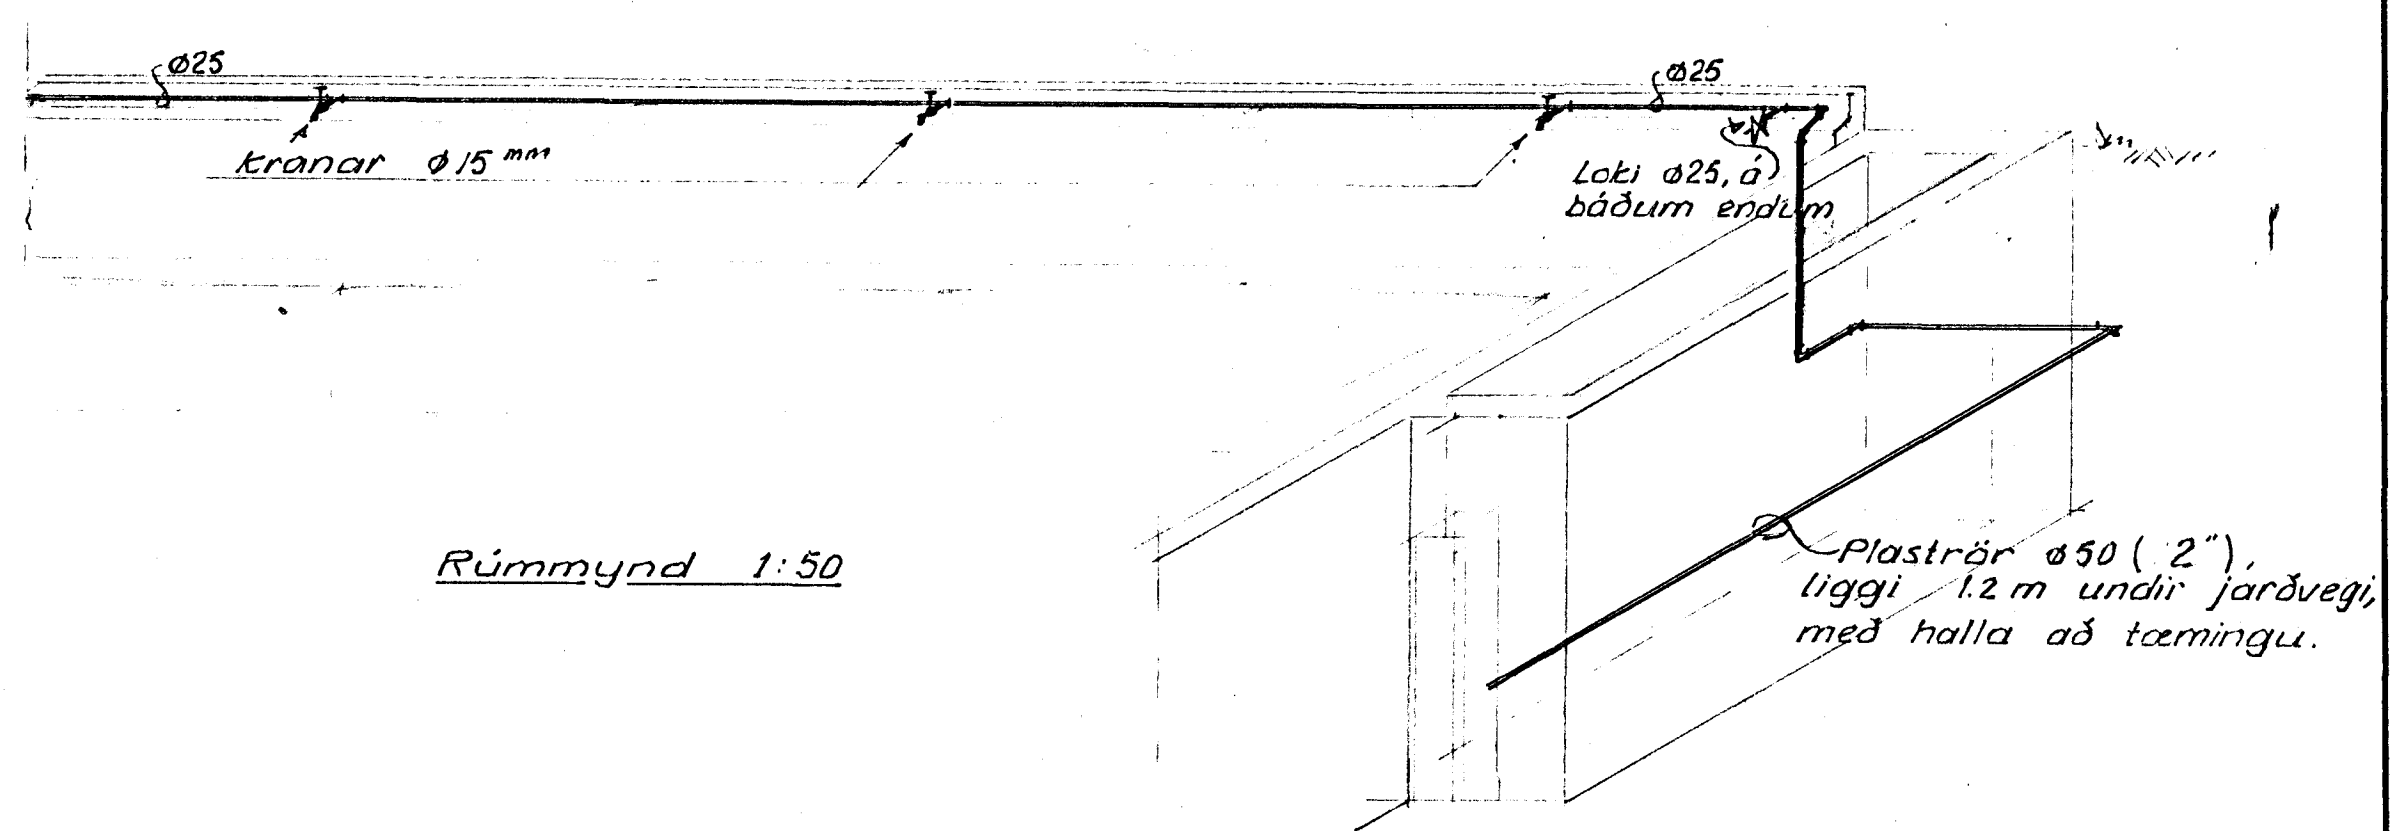 ø25
ø25
kranar ø15 mm
Loki ø25, á
báðum endum
Rúmmynd 1:50
Plaströr ø50 ( 2"),
liggi 1.2 m undir jarðvegi,
með halla að tæmingu.